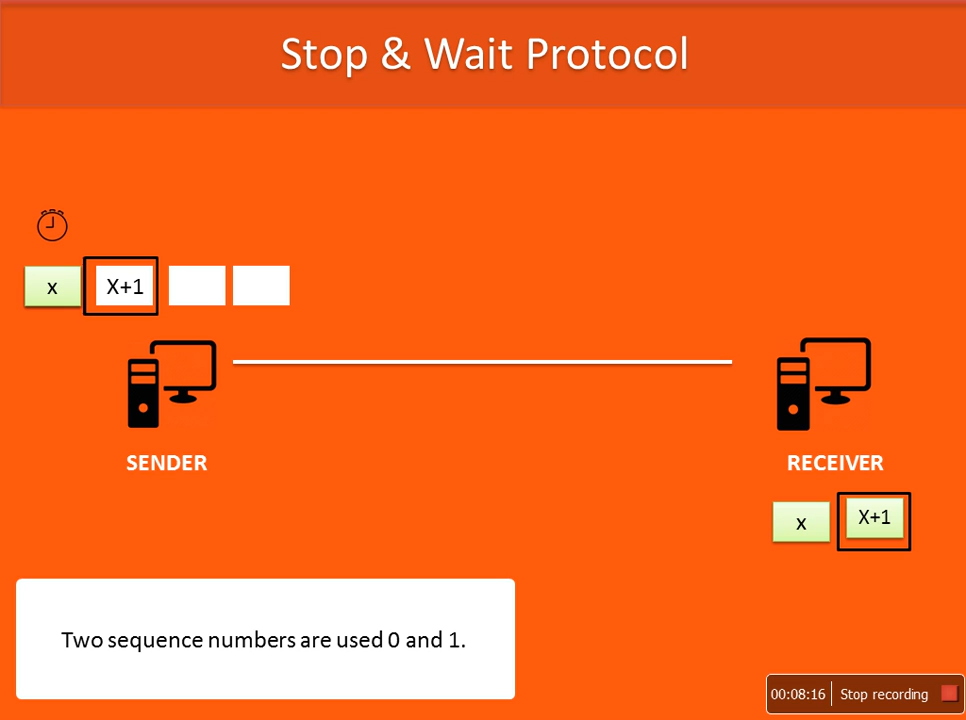 Stop & Wait Protocol
x
X+1
SENDER
RECEIVER
x
X+1
Two sequence numbers are used 0 and 1.
00:08:16
Stop recording